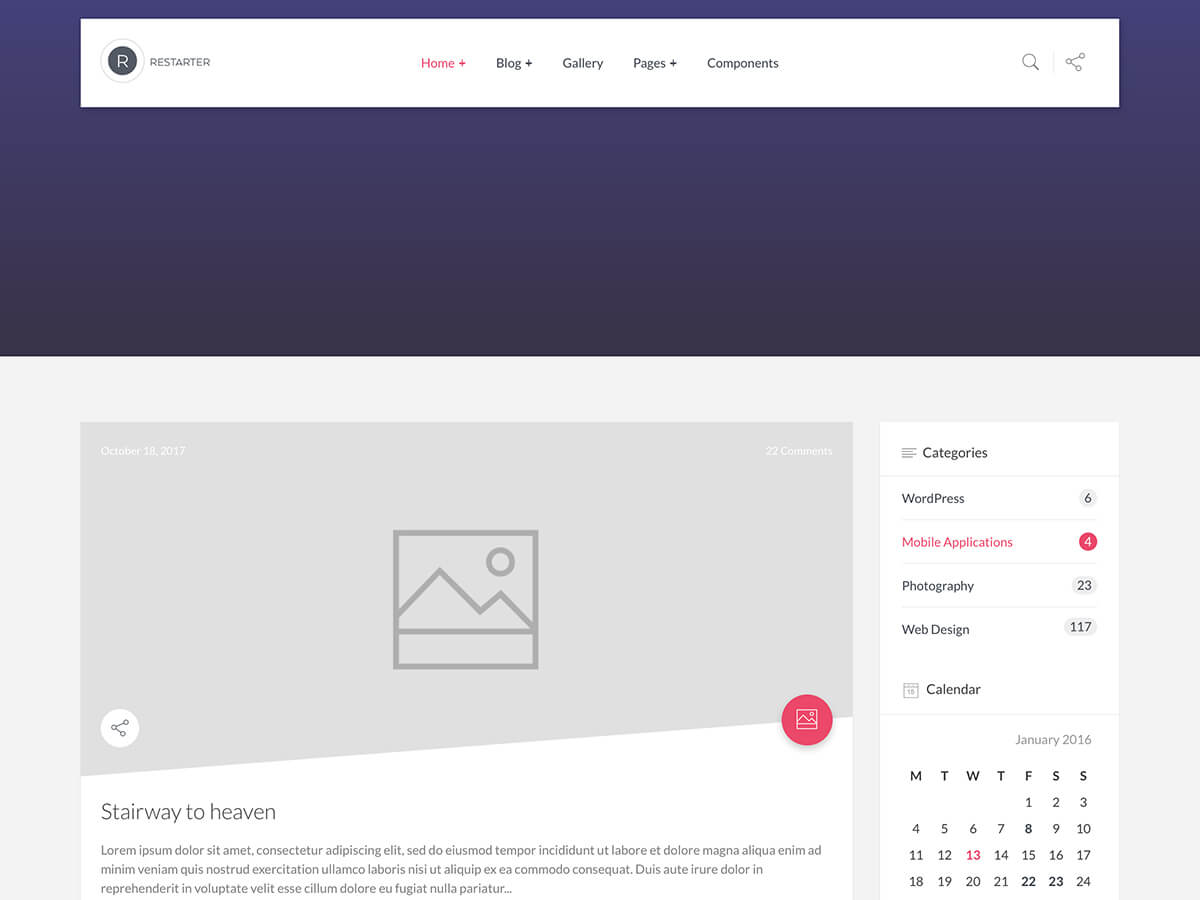 R RESTARTER
Home + Blog + Gallery Pages + Components
October 18, 2017
22 Comments
Stairway to heaven
Lorem ipsum dolor sit amet, consectetur adipiscing elit, sed do eiusmod tempor incididunt ut labore et dolore magna aliqua enim ad
minim veniam quis nostrud exercitation ullamco laboris nisi ut aliquip ex ea commodo consequat. Duis aute irure dolor in
reprehenderit in voluptate velit esse cillum dolore eu fugiat nulla pariatur...
Categories
WordPress 6
Mobile Applications 4
Photography 23
Web Design 117
Calendar
January 2016
M T W T F S S
1 2 3
4 5 6 7 8 9 10
11 12 13 14 15 16 17
18 19 20 21 22 23 24